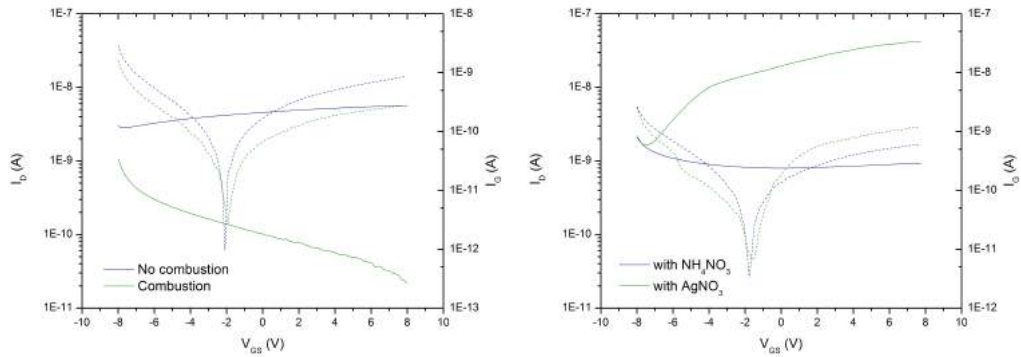 1E-7
1E-8
1E-9
1E-10
1E-11
I_D (A)
1E-8
1E-9
1E-10
1E-11
1E-12
1E-13
I_G (A)
No combustion
Combustion
-10 -8 -6 -4 -2 0 2 4 6 8 10
V_GS (V)
1E-7
1E-8
1E-9
1E-10
1E-11
I_D (A)
1E-7
1E-8
1E-9
1E-10
1E-11
1E-12
I_G (A)
with NH₄NO₃
with AgNO₃
-10 -8 -6 -4 -2 0 2 4 6 8 10
V_GS (V)